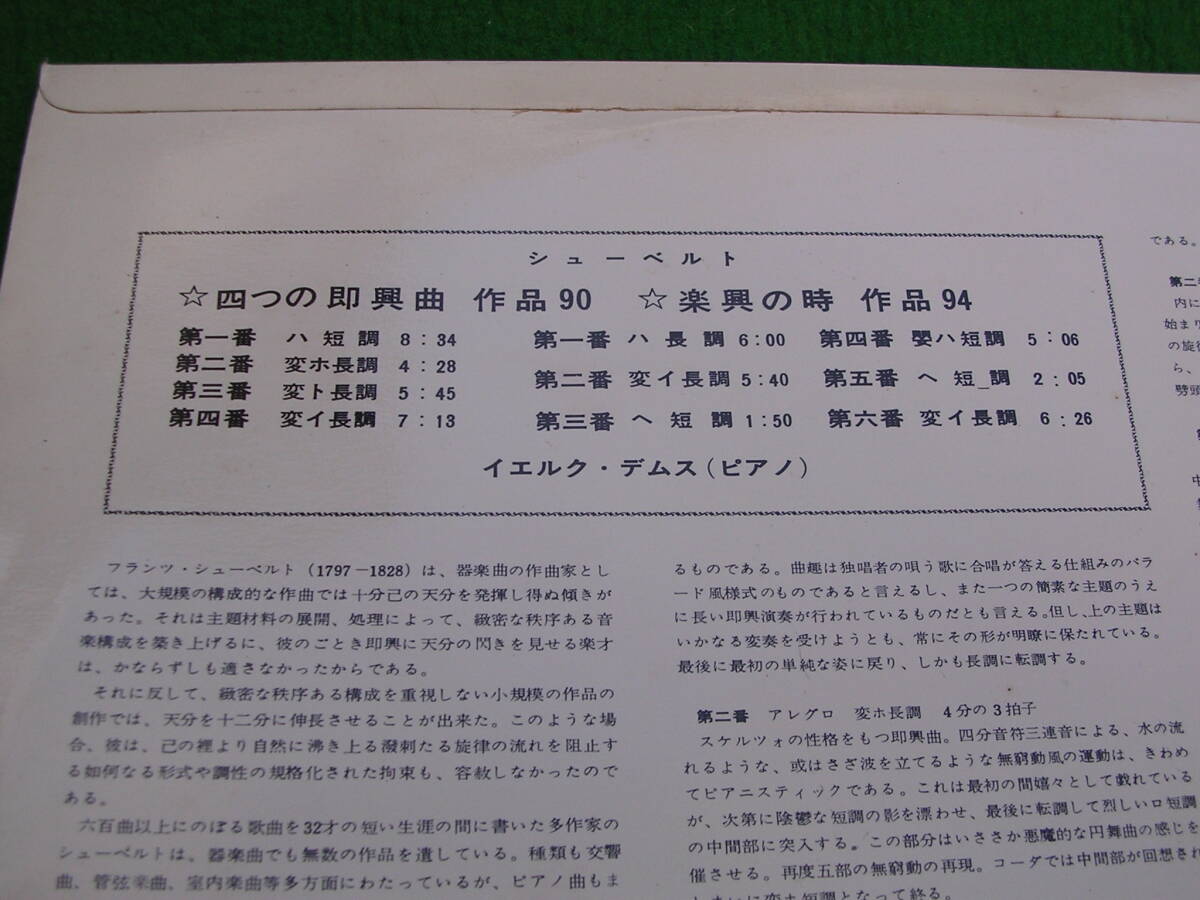 シューベルト
☆四つの即興曲 作品90 ☆楽興の時 作品94
第一番 ハ短調 8:34
第二番 変ホ長調 4:28
第三番 変ト長調 5:45
第四番 変イ長調 7:13
第一番 ハ長調 6:00
第二番 変イ長調 5:40
第三番 ヘ短調 1:50
第四番 嬰ハ短調 5:06
第五番 ヘ短_調 2:05
第六番 変イ長調 6:26
イエルク・デムス(ピアノ)
フランツ・シューベルト(1797-1828)は、器楽曲の作曲家とし
ては、大規模の構成的な作曲では十分己の天分を発揮し得ぬ傾きが
あった。それは主題材料の展開、処理によって、緻密な秩序ある音
楽構成を築き上げるに、彼のごとき即興に天分の閃きを見せる楽才
は、かならずしも適さなかったからである。
それに反して、緻密な秩序ある構成を重視しない小規模の作品の
創作では、天分を十二分に伸長させることが出来た。このような場
合、彼は、己の裡より自然に沸き上る潑刺たる旋律の流れを阻止す
る如何なる形式や調性の規格化された拘束も、容赦しなかったので
ある。
六百曲以上にのぼる歌曲を32才の短い生涯の間に書いた多作家の
シューベルトは、器楽曲でも無数の作品を遺している。種類も交響
曲、管弦楽曲、室内楽曲等多方面にわたっているが、ピアノ曲もま
るものである。曲趣は独唱者の唄う歌に合唱が答える仕組みのバラ
ード風様式のものであると言えるし、また一つの簡素な主題のうえ
に長い即興演奏が行われているものだとも言える。但し、上の主題は
いかなる変奏を受けようとも、常にその形が明瞭に保たれている。
最後に最初の単純な姿に戻り、しかも長調に転調する。
第二番 アレグロ 変ホ長調 4分の3拍子
スケルツォの性格をもつ即興曲。四分音符三連音による、水の流
れるような、或はさざ波を立てるような無窮動風の運動は、きわめ
てピアニスティックである。これは最初の間嬉々として戯れている
が、次第に陰鬱な短調の影を漂わせ、最後に転調して烈しいロ短調
の中間部に突入する。この部分はいささか悪魔的な円舞曲の感じを
催させる。再度五部の無窮動の再現。コーダでは中間部が回想され
しまいに変ホ短調となって終る。
である。
第二
内に
始まり
の旋律
ら、
劈頭